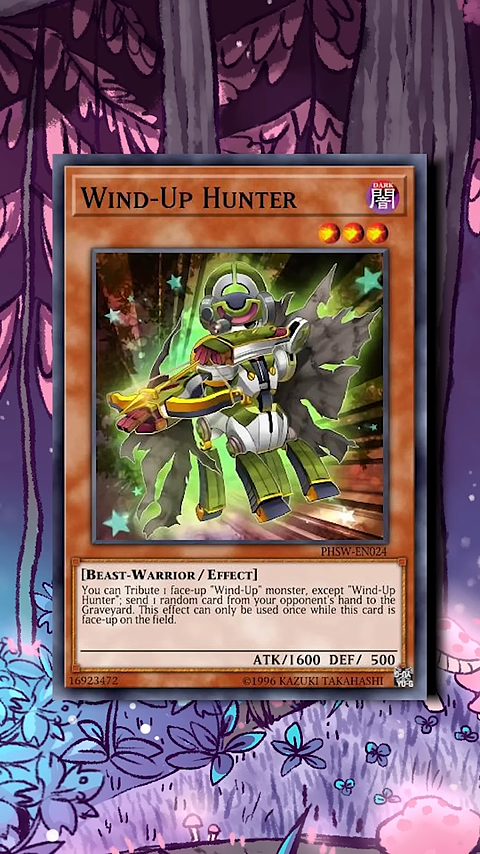 WIND-UP HUNTER
DARK
闇
PHSW-EN024
[BEAST-WARRIOR / EFFECT]
You can Tribute 1 face-up "Wind-Up" monster, except "Wind-Up
Hunter"; send 1 random card from your opponent's hand to the
Graveyard. This effect can only be used once while this card is
face-up on the field.
ATK/1600 DEF/ 500
16923472
©1996 KAZUKI TAKAHASHI